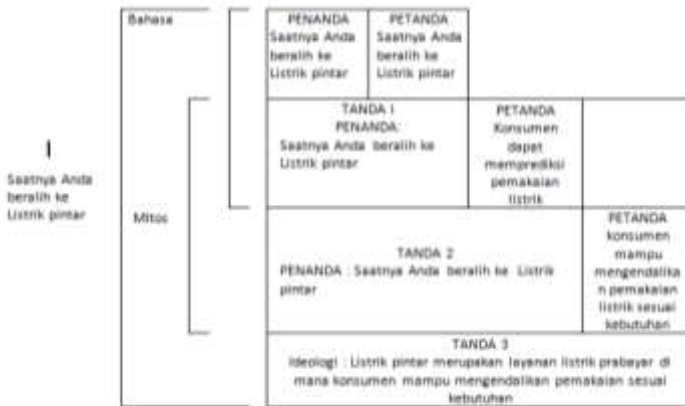 Bahasa
PENANDA
Saatnya Anda
beralih ke
Listrik pintar
PETANDA
Saatnya Anda
beralih ke
Listrik pintar
TANDA I
PENANDA:
Saatnya Anda beralih ke
Listrik pintar
PETANDA
Konsumen
dapat
memprediksi
pemakaian
listrik
I
Saatnya Anda
beralih ke
Listrik pintar
Mitos
TANDA 2
PENANDA : Saatnya Anda beralih ke Listrik
pintar
PETANDA
konsumen
mampu
mengendalika
n pemakaian
listrik sesuai
kebutuhan
TANDA 3
Ideologi : Listrik pintar merupakan layanan listrik prabayar di
mana konsumen mampu mengendalikan pemakaian sesuai
kebutuhan